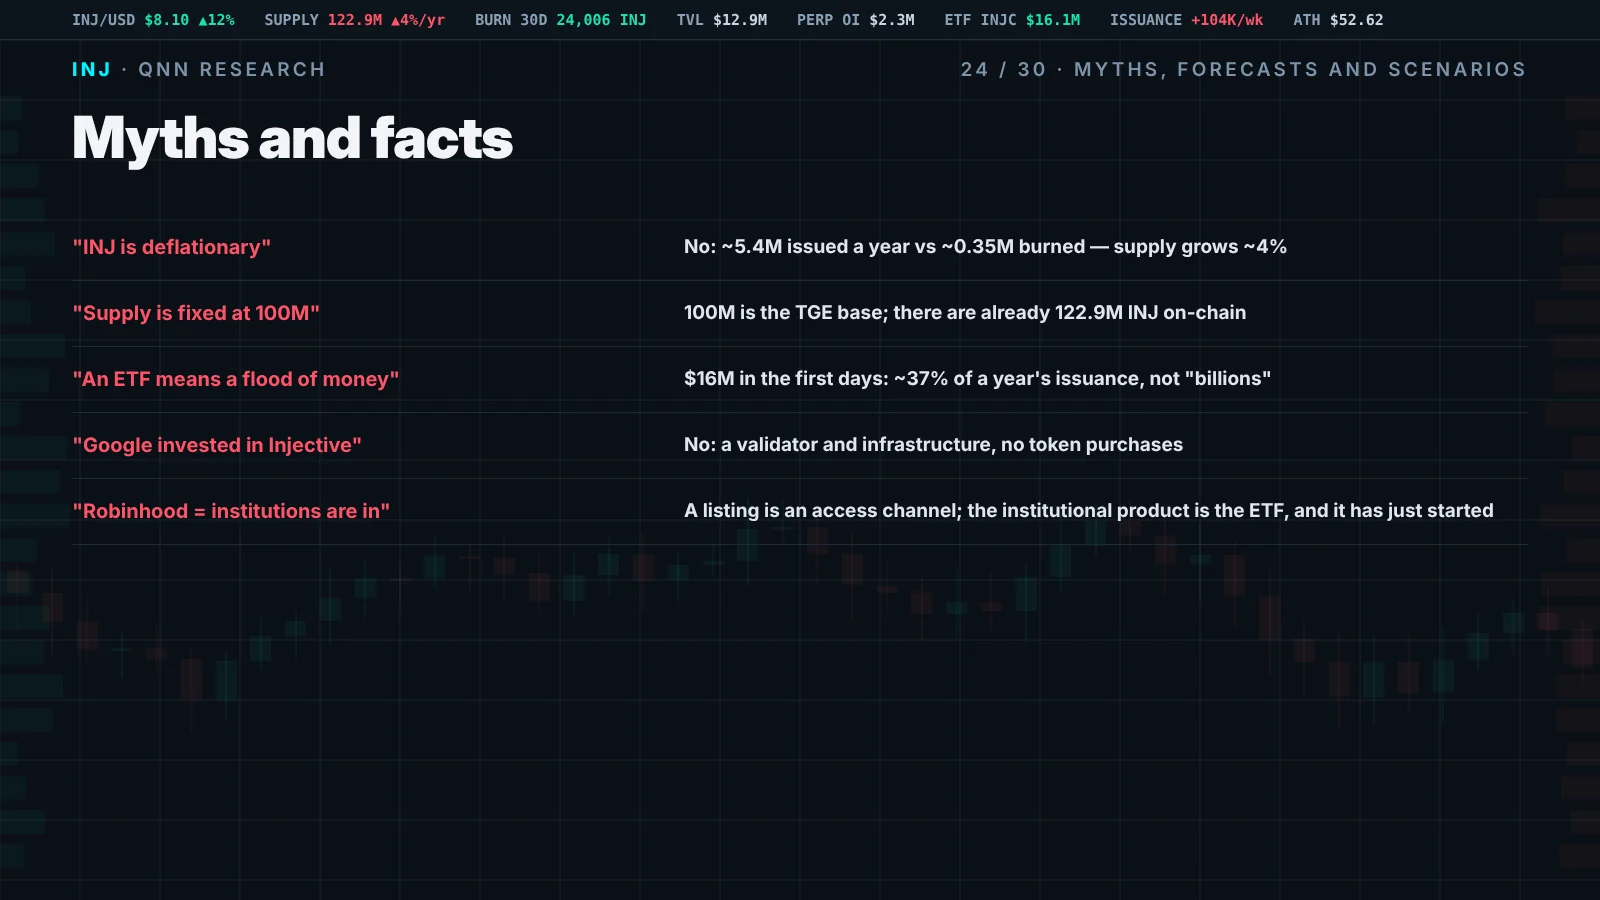 INJ/USD $8.10 ▲12% SUPPLY 122.9M ▲4%/yr BURN 30D 24,006 INJ TVL $12.9M PERP OI $2.3M ETF INJC $16.1M ISSUANCE +104K/wk ATH $52.62
INJ · QNN RESEARCH
24 / 30 · MYTHS, FORECASTS AND SCENARIOS
Myths and facts
"INJ is deflationary"
No: ~5.4M issued a year vs ~0.35M burned — supply grows ~4%
"Supply is fixed at 100M"
100M is the TGE base; there are already 122.9M INJ on-chain
"An ETF means a flood of money"
$16M in the first days: ~37% of a year's issuance, not "billions"
"Google invested in Injective"
No: a validator and infrastructure, no token purchases
"Robinhood = institutions are in"
A listing is an access channel; the institutional product is the ETF, and it has just started